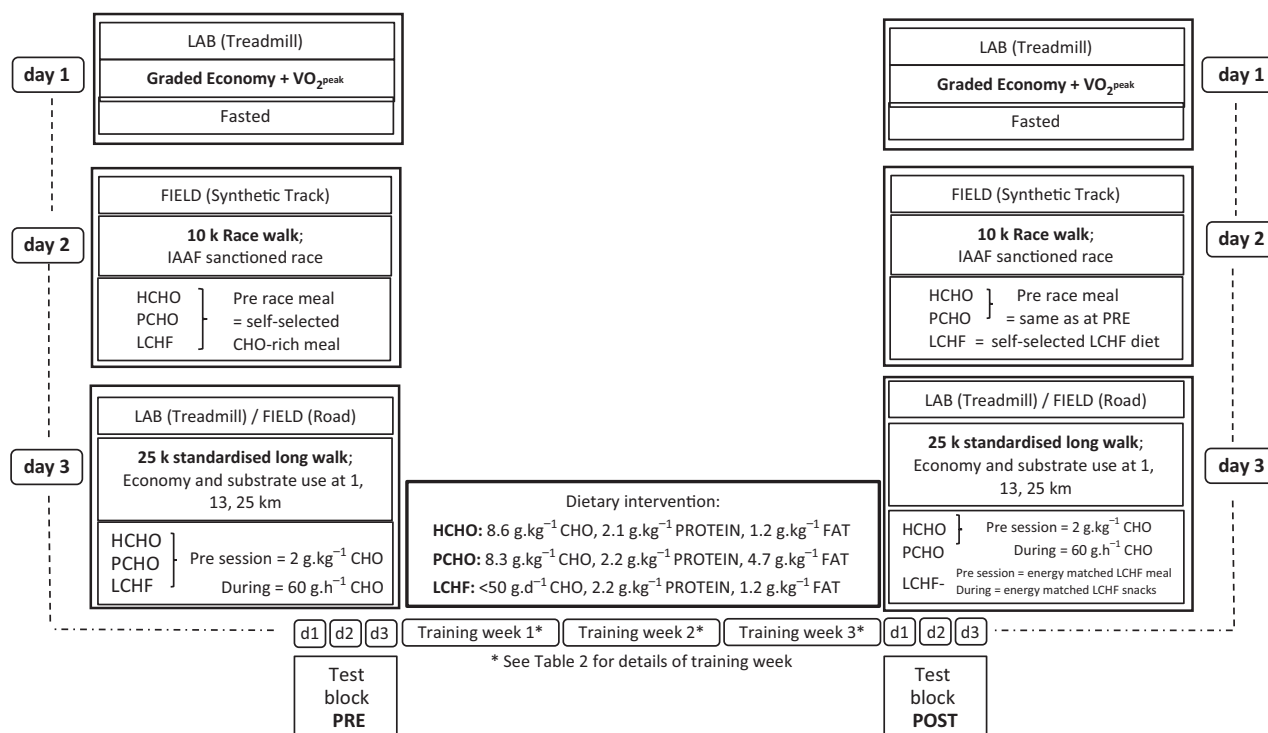 day 1
LAB (Treadmill)
Graded Economy + VO₂ᵖᵉᵃᵏ
Fasted
day 2
FIELD (Synthetic Track)
10 k Race walk;
IAAF sanctioned race
HCHO
PCHO
LCHF
Pre race meal
= self-selected
CHO-rich meal
day 3
LAB (Treadmill) / FIELD (Road)
25 k standardised long walk;
Economy and substrate use at 1,
13, 25 km
HCHO
PCHO
LCHF
Pre session = 2 g.kg⁻¹ CHO
During = 60 g.h⁻¹ CHO
Dietary intervention:
HCHO: 8.6 g.kg⁻¹ CHO, 2.1 g.kg⁻¹ PROTEIN, 1.2 g.kg⁻¹ FAT
PCHO: 8.3 g.kg⁻¹ CHO, 2.2 g.kg⁻¹ PROTEIN, 4.7 g.kg⁻¹ FAT
LCHF: <50 g.d⁻¹ CHO, 2.2 g.kg⁻¹ PROTEIN, 1.2 g.kg⁻¹ FAT
LAB (Treadmill)
Graded Economy + VO₂ᵖᵉᵃᵏ
Fasted
day 1
FIELD (Synthetic Track)
10 k Race walk;
IAAF sanctioned race
HCHO
PCHO
Pre race meal
= same as at PRE
LCHF = self-selected LCHF diet
day 2
LAB (Treadmill) / FIELD (Road)
25 k standardised long walk;
Economy and substrate use at 1,
13, 25 km
HCHO
PCHO
Pre session = 2 g.kg⁻¹ CHO
During = 60 g.h⁻¹ CHO
LCHF-
Pre session = energy matched LCHF meal
During = energy matched LCHF snacks
day 3
d1 d2 d3 Training week 1* Training week 2* Training week 3* d1 d2 d3
* See Table 2 for details of training week
Test
block
PRE
Test
block
POST